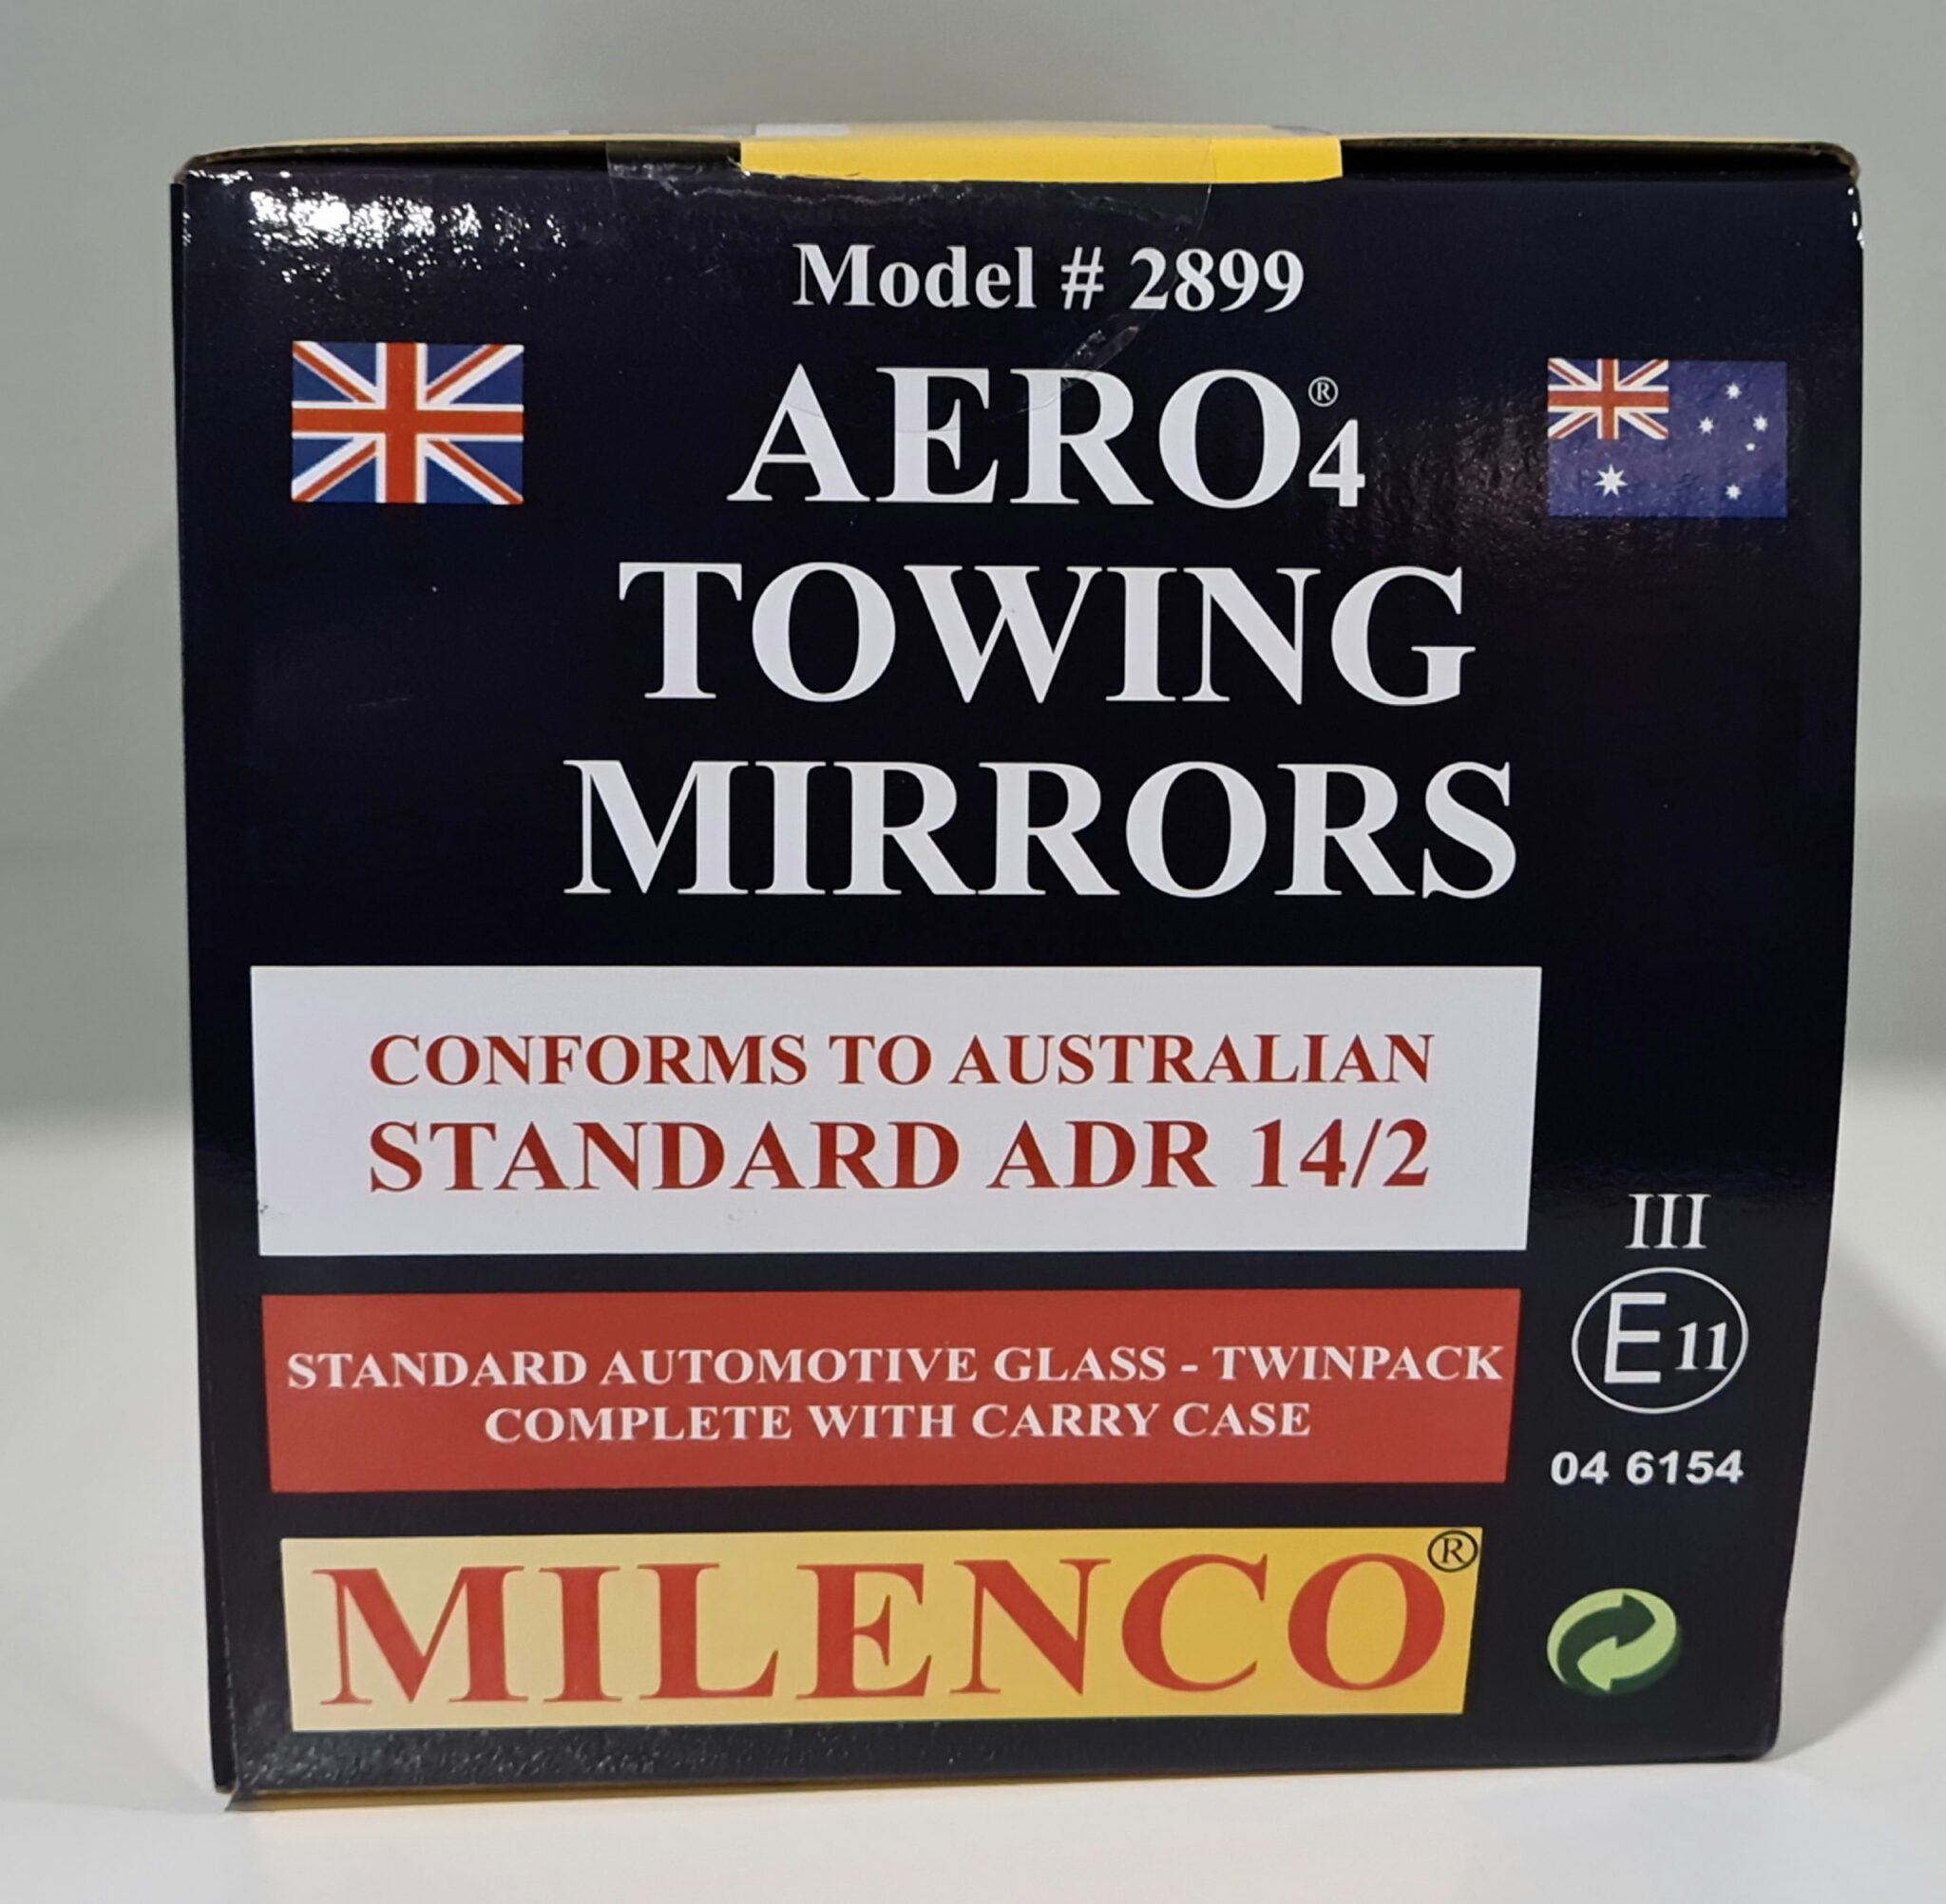 Model # 2899
AERO®4
TOWING
MIRRORS
CONFORMS TO AUSTRALIAN
STANDARD ADR 14/2
III
E11
STANDARD AUTOMOTIVE GLASS - TWINPACK
COMPLETE WITH CARRY CASE
04 6154
MILENCO®